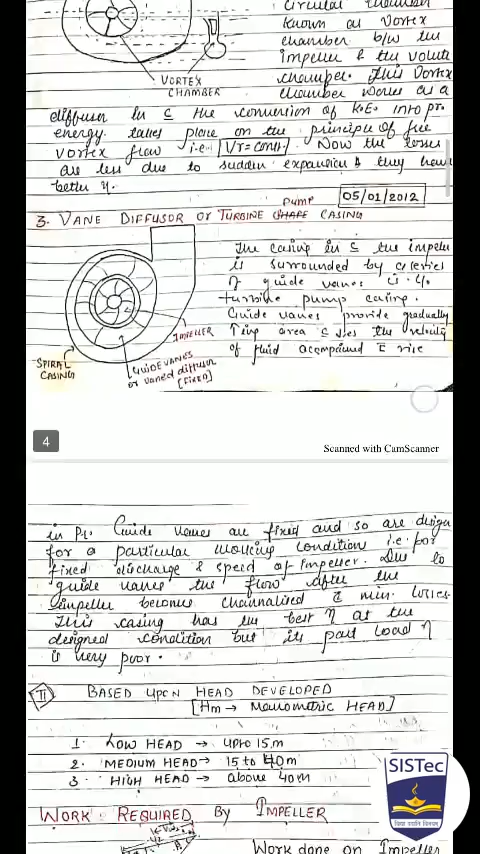 circular chamber
known as vortex
chamber b/w the
impeller & the volute
chamber. This Vortex
chamber works as a
VORTEX
CHAMBER
diffuser in c the conversion of K.E. into pr.
energy takes place on the principle of free
vortex flow i.e. Vr = const. Now the losses
are less due to sudden expansion & they have
better η.
05/01/2012
3. VANE DIFFUSOR or TURBINE PUMP CASING
The casing in c the impeller
is surrounded by a series
of guide vanes is
turbine pump casing.
Guide vanes provide gradually
↑ing area c ↓ses the velocity
of fluid accompanied c rise
IMPELLER
SPIRAL
CASING
GUIDE VANES
or vaned diffusor
[FIXED]
4
Scanned with CamScanner
in Pr. Guide vanes are fixed and so are design
for a particular working condition i.e. for
fixed discharge & speed of impeller. Due to
guide vanes the flow after the
impeller becomes channalised c min. losses.
This casing has the best η at the
designed condition but its part load η
is very poor.
II BASED UPON HEAD DEVELOPED
[Hm → Manometric HEAD]
1. LOW HEAD → upto 15 m
2. MEDIUM HEAD → 15 to 40 m
3. HIGH HEAD → above 40 m
SISTec
WORK REQUIRED By IMPELLER
Work done on Impeller